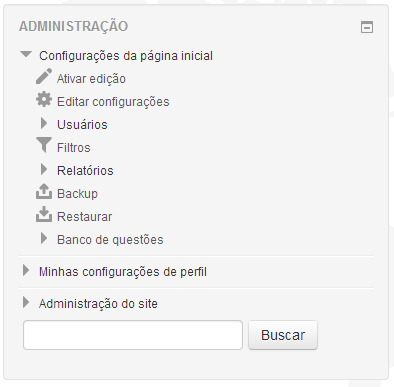 ADMINISTRAÇÃO
Configurações da página inicial
Ativar edição
Editar configurações
Usuários
Filtros
Relatórios
Backup
Restaurar
Banco de questões
Minhas configurações de perfil
Administração do site
Buscar